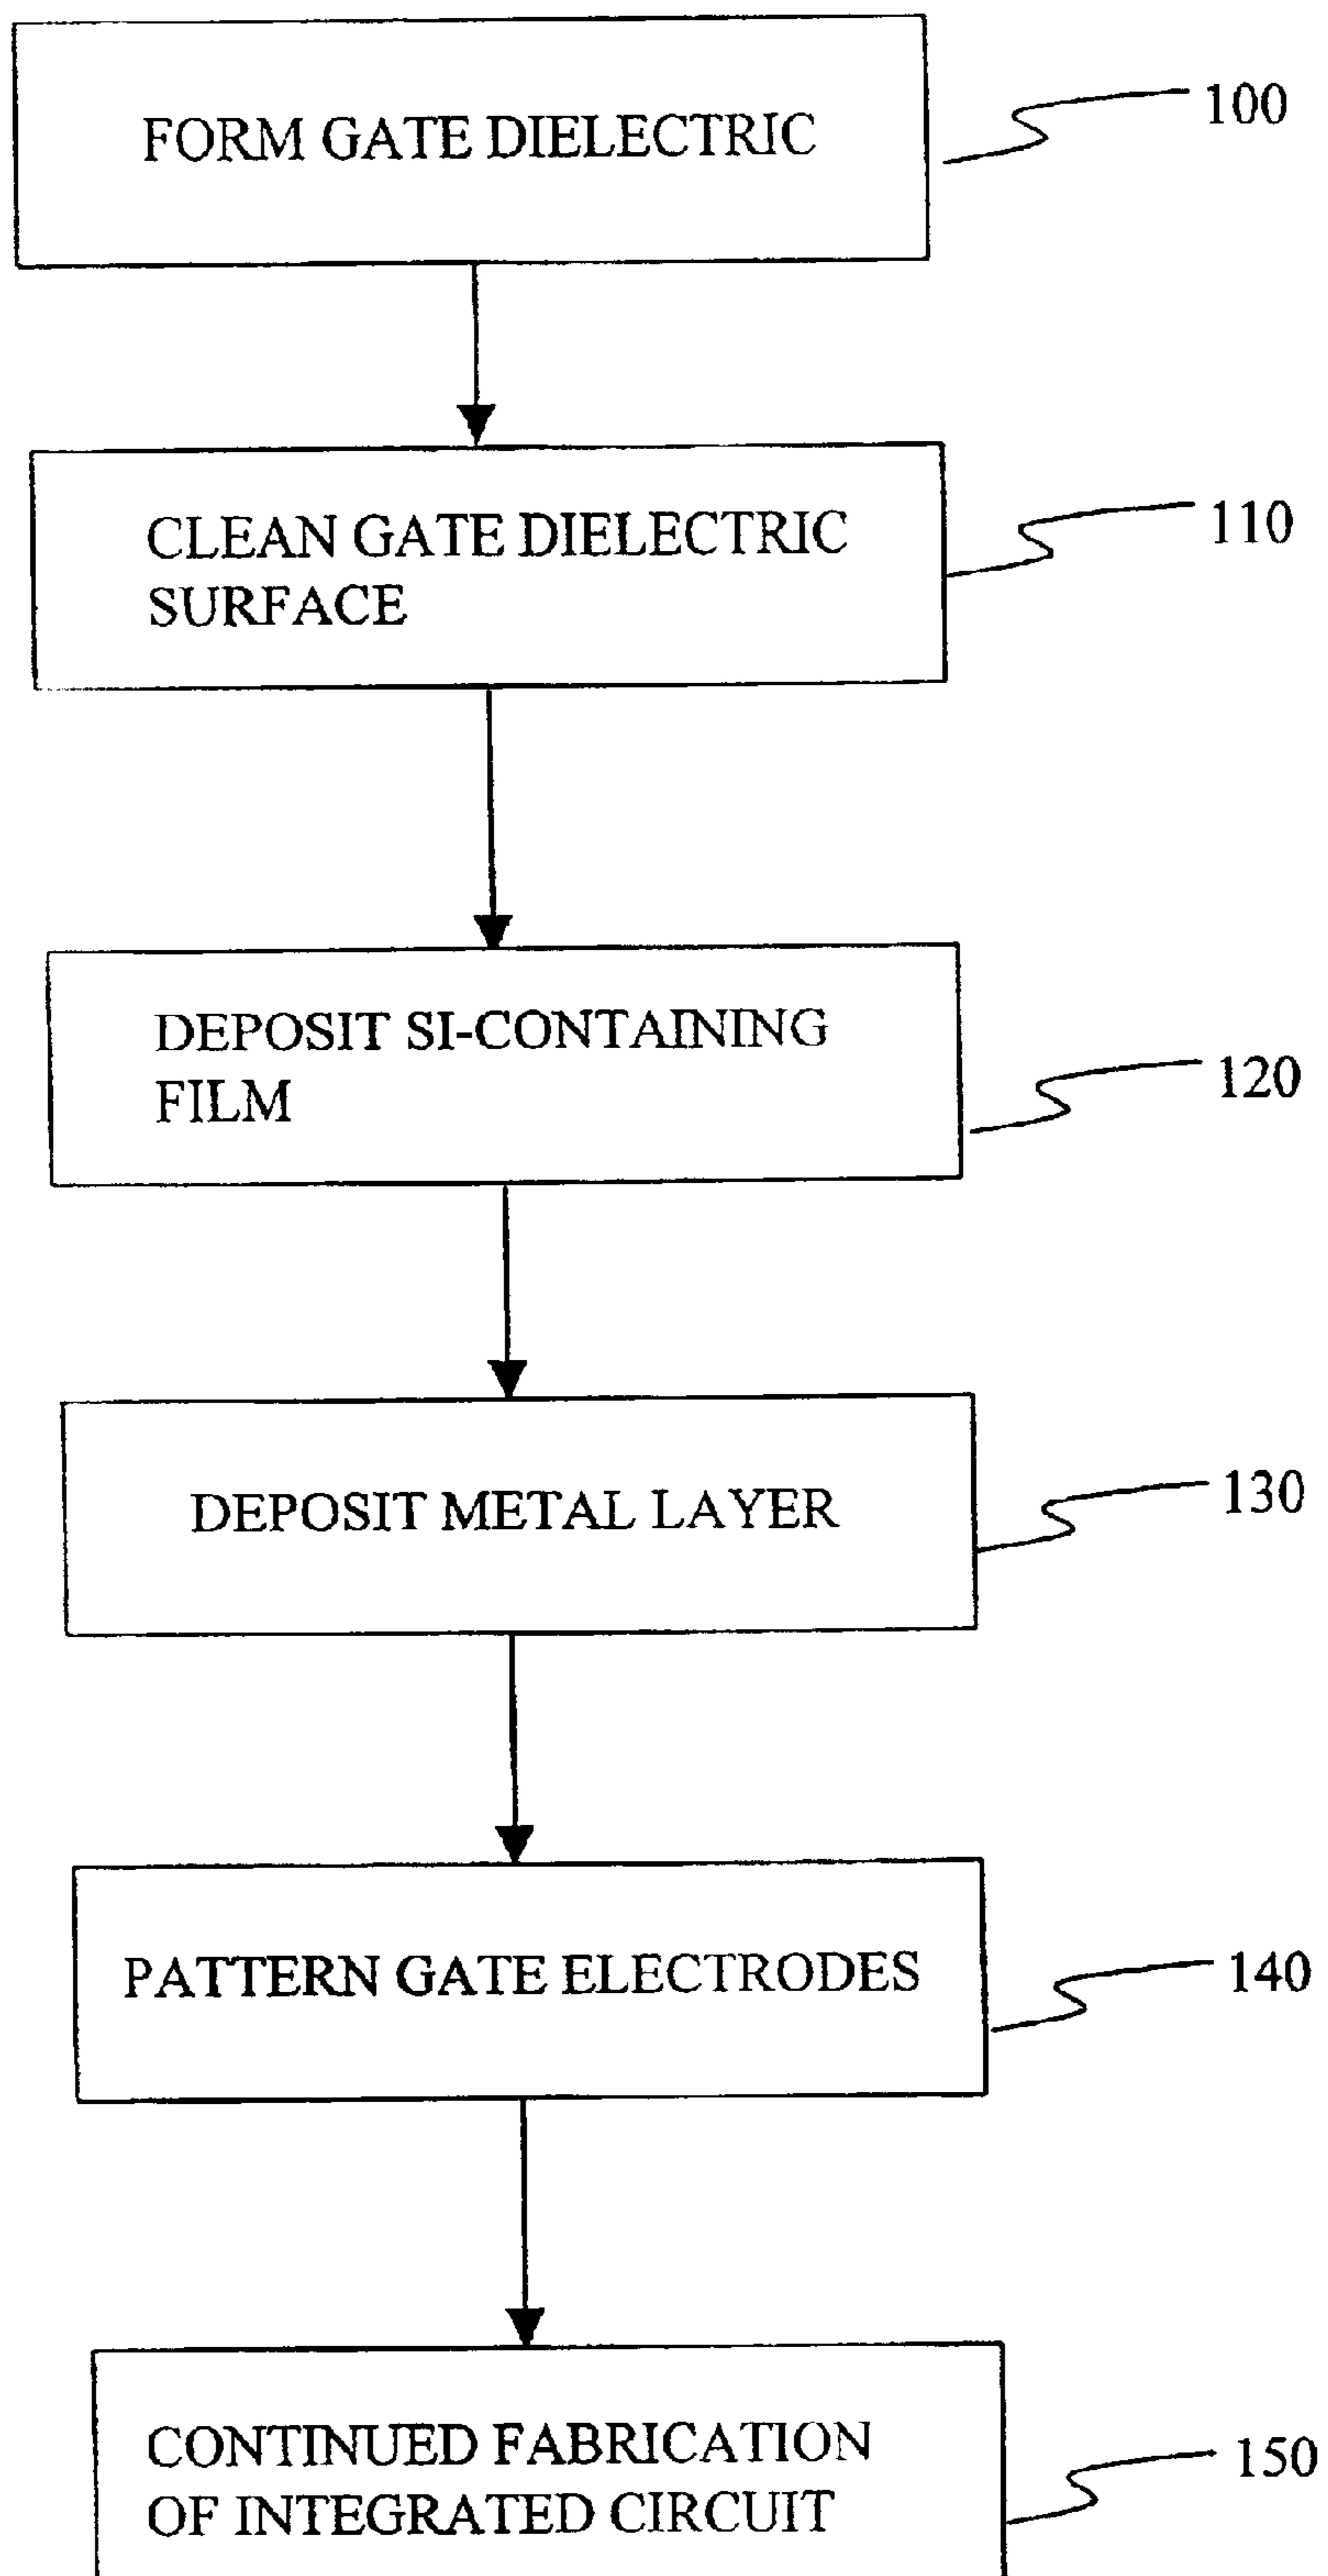 FORM GATE DIELECTRIC
100
CLEAN GATE DIELECTRIC
SURFACE
110
DEPOSIT SI-CONTAINING
FILM
120
DEPOSIT METAL LAYER
130
PATTERN GATE ELECTRODES
140
CONTINUED FABRICATION
OF INTEGRATED CIRCUIT
150